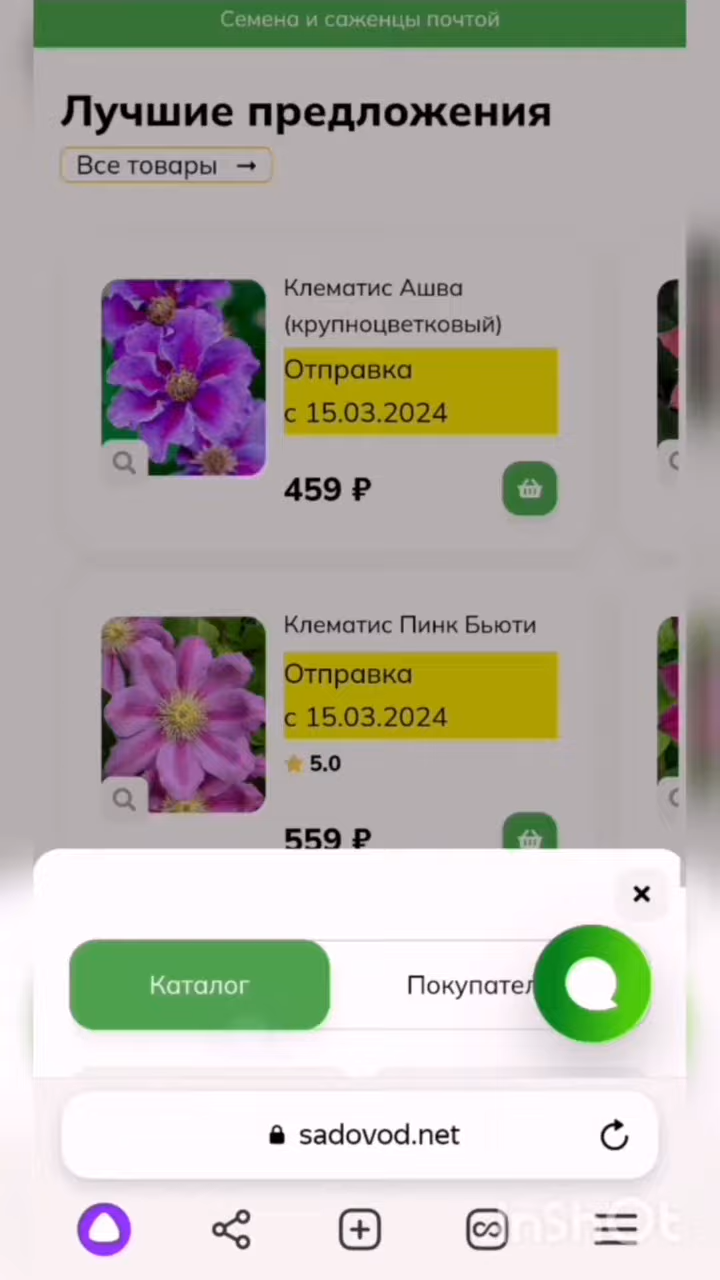 Семена и саженцы почтой
Лучшие предложения
Все товары →
Клематис Ашва
(крупноцветковый)
Отправка
с 15.03.2024
459 ₽
Клематис Пинк Бьюти
Отправка
с 15.03.2024
5.0
559 ₽
Каталог
Покупател
sadovod.net
InShOt